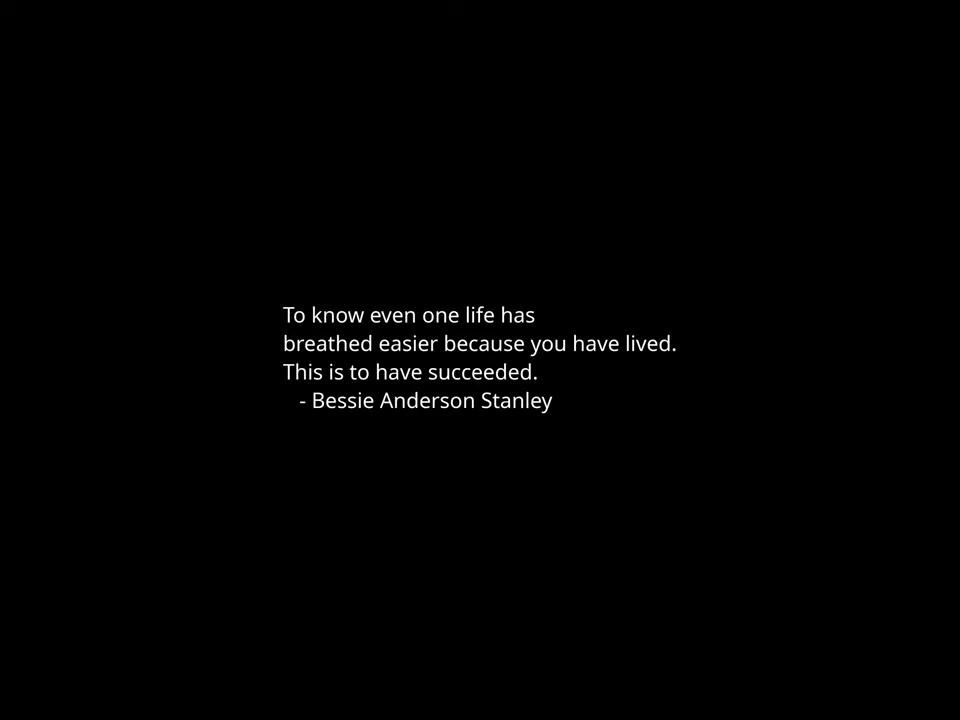 To know even one life has
breathed easier because you have lived.
This is to have succeeded.
- Bessie Anderson Stanley